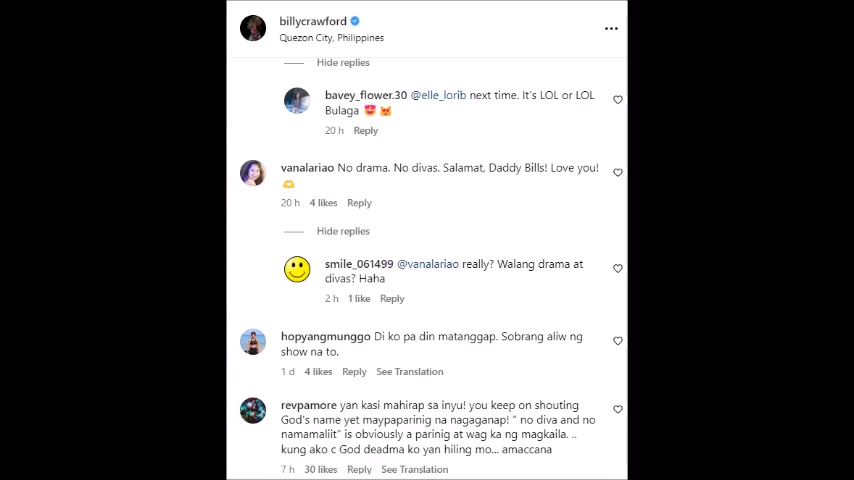 billycrawford
Quezon City, Philippines
Hide replies
bavey_flower.30 @elle_lorib next time. It's LOL or LOL
Bulaga
20 h Reply
vanalariao No drama. No divas. Salamat, Daddy Bills! Love you!
20 h 4 likes Reply
Hide replies
smile_061499 @vanalariao really? Walang drama at
divas? Haha
2 h 1 like Reply
hopyangmunggo Di ko pa din matanggap. Sobrang aliw ng
show na to.
1 d 4 likes Reply See Translation
revpamore yan kasi mahirap sa inyu! you keep on shouting
God's name yet maypaparinig na nagaganap! " no diva and no
namamaliit" is obviously a parinig at wag ka ng magkaila. ..
kung ako c God deadma ko yan hiling mo... amaccana
7 h 30 likes Reply See Translation